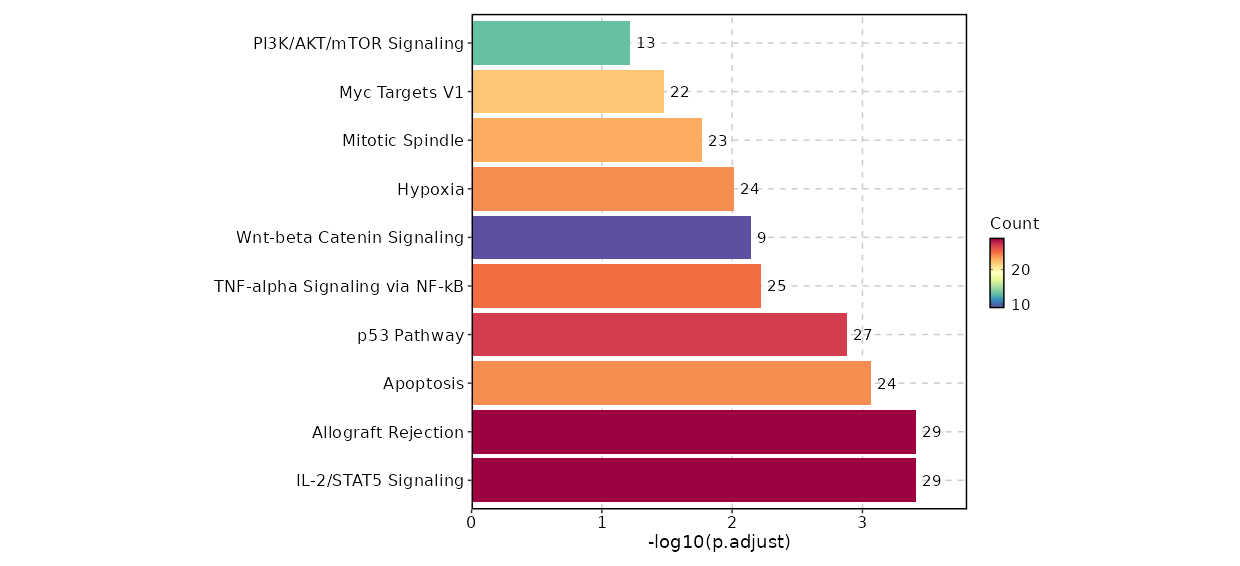 PI3K/AKT/mTOR Signaling 13
Myc Targets V1 22
Mitotic Spindle 23
Hypoxia 24
Wnt-beta Catenin Signaling 9
TNF-alpha Signaling via NF-kB 25
p53 Pathway 27
Apoptosis 24
Allograft Rejection 29
IL-2/STAT5 Signaling 29
0 1 2 3
-log10(p.adjust)
Count
20
10